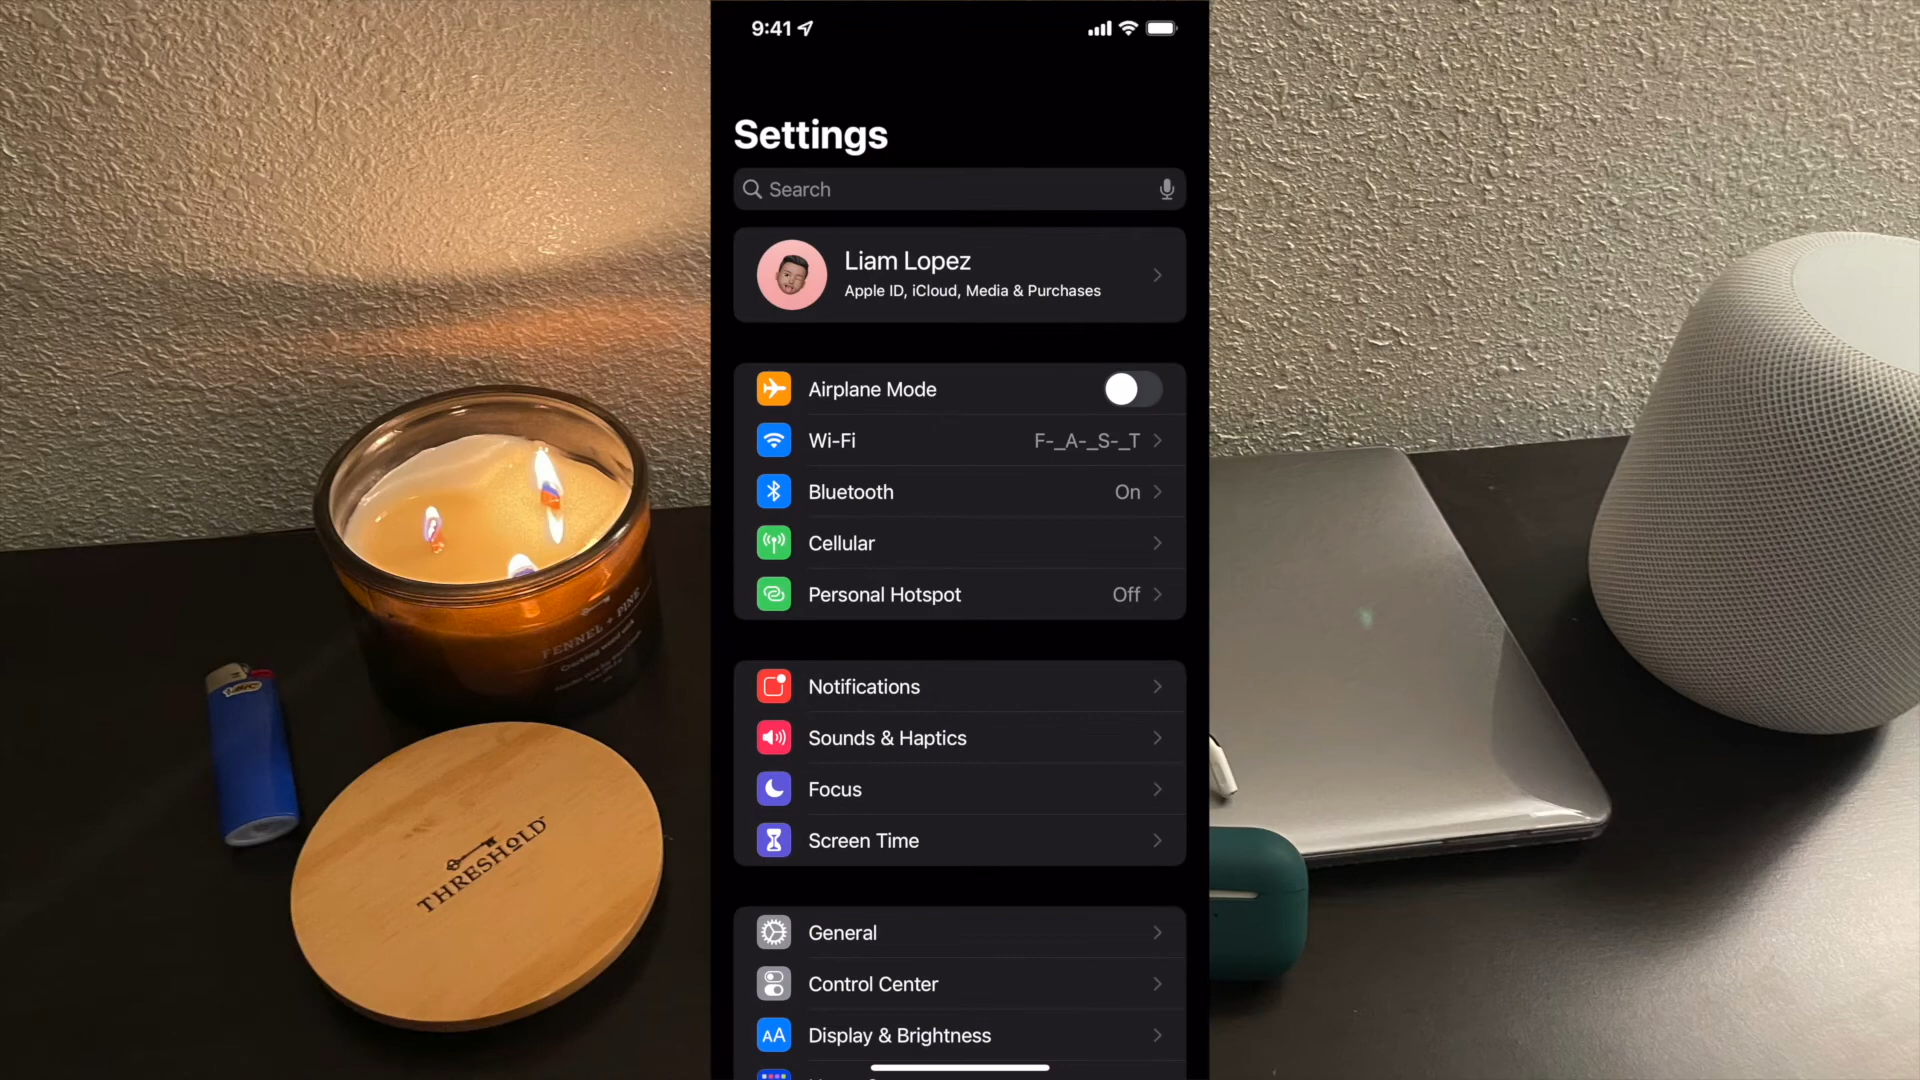 9:41
Settings
Search
Liam Lopez
Apple ID, iCloud, Media & Purchases
Airplane Mode
Wi-Fi
F-_A-_S-_T
Bluetooth
On
Cellular
Personal Hotspot
Off
Notifications
Sounds & Haptics
Focus
Screen Time
General
Control Center
AA
Display & Brightness
FENNEL + PINE
BIC
THRESHOLD